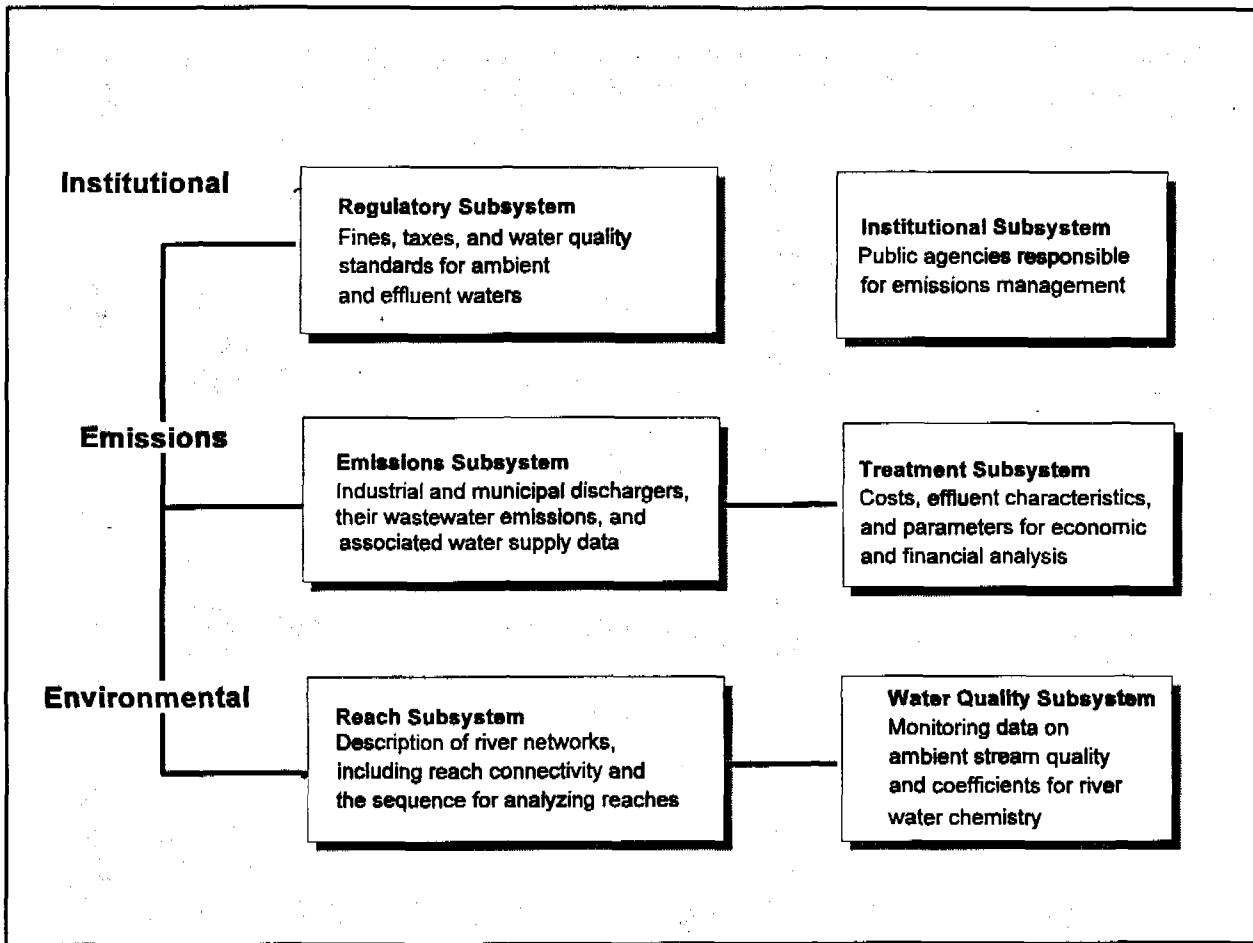 Institutional
Regulatory Subsystem
Fines, taxes, and water quality
standards for ambient
and effluent waters
Institutional Subsystem
Public agencies responsible
for emissions management
Emissions
Emissions Subsystem
Industrial and municipal dischargers,
their wastewater emissions, and
associated water supply data
Treatment Subsystem
Costs, effluent characteristics,
and parameters for economic
and financial analysis
Environmental
Reach Subsystem
Description of river networks,
including reach connectivity and
the sequence for analyzing reaches
Water Quality Subsystem
Monitoring data on
ambient stream quality
and coefficients for river
water chemistry